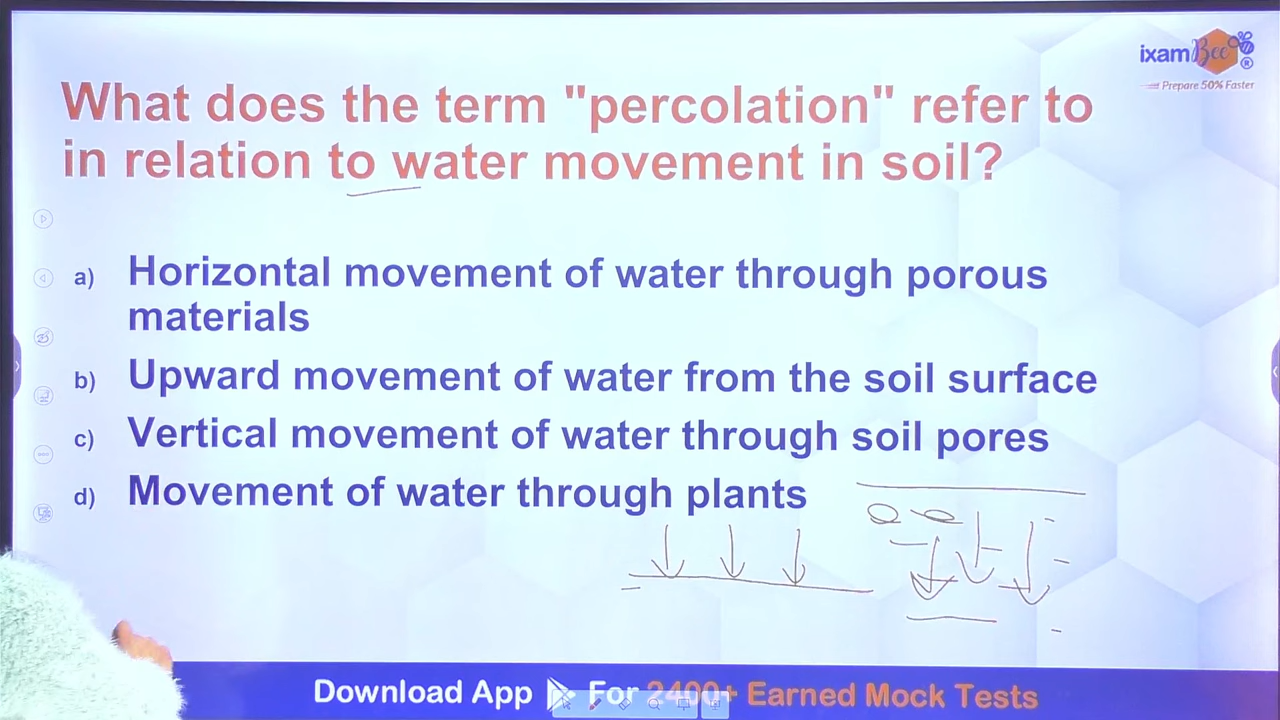 ixamBee
®
Prepare 50% Faster
What does the term "percolation" refer to
in relation to water movement in soil?
a) Horizontal movement of water through porous
materials
b) Upward movement of water from the soil surface
c) Vertical movement of water through soil pores
d) Movement of water through plants
Download App For 2400+ Earned Mock Tests